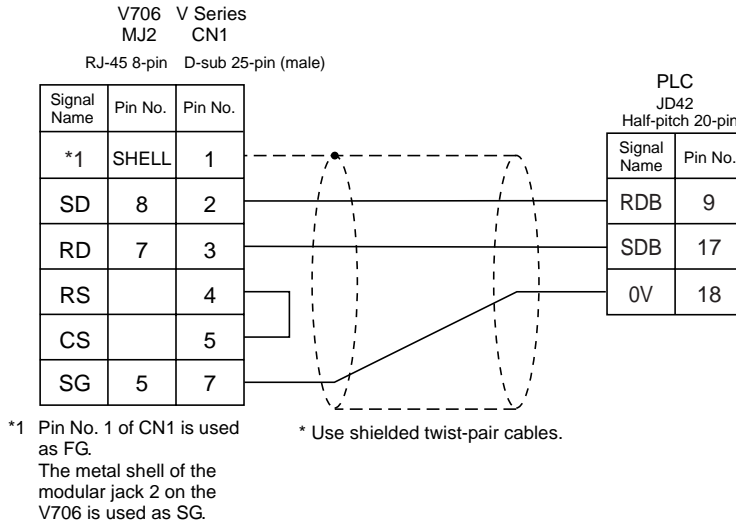 V706 V Series
MJ2 CN1
RJ-45 8-pin D-sub 25-pin (male)
PLC
JD42
Half-pitch 20-pin
Signal Name Pin No. Pin No.
*1 SHELL 1
SD 8 2
RD 7 3
RS 4
CS 5
SG 5 7
Signal Name Pin No.
RDB 9
SDB 17
0V 18
*1 Pin No. 1 of CN1 is used
as FG.
The metal shell of the
modular jack 2 on the
V706 is used as SG.
* Use shielded twist-pair cables.